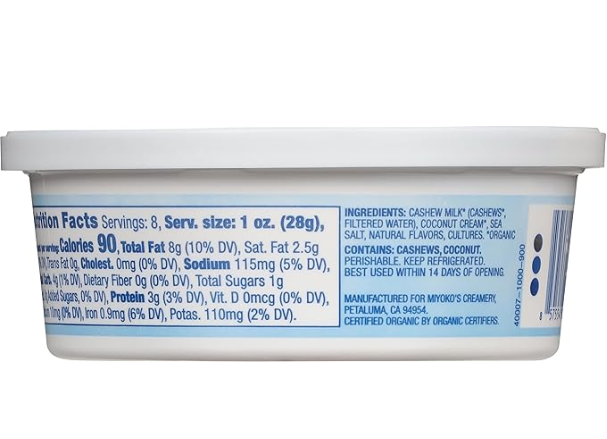 trition Facts Servings: 8, Serv. size: 1 oz. (28g),
Calories 90, Total Fat 8g (10% DV), Sat. Fat 2.5g
Trans Fat 0g, Cholest. 0mg (0% DV), Sodium 115mg (5% DV),
4g (1% DV), Dietary Fiber 0g (0% DV), Total Sugars 1g
Added Sugars, 0% DV), Protein 3g (3% DV), Vit. D 0mcg (0% DV),
(0% DV), Iron 0.9mg (6% DV), Potas. 110mg (2% DV).
INGREDIENTS: CASHEW MILK* (CASHEWS*,
FILTERED WATER), COCONUT CREAM*, SEA
SALT, NATURAL FLAVORS, CULTURES. *ORGANIC
CONTAINS: CASHEWS, COCONUT.
PERISHABLE. KEEP REFRIGERATED.
BEST USED WITHIN 14 DAYS OF OPENING.
MANUFACTURED FOR MIYOKO'S CREAMERY,
PETALUMA, CA 94954.
CERTIFIED ORGANIC BY ORGANIC CERTIFIERS.
40007-1000-900
8